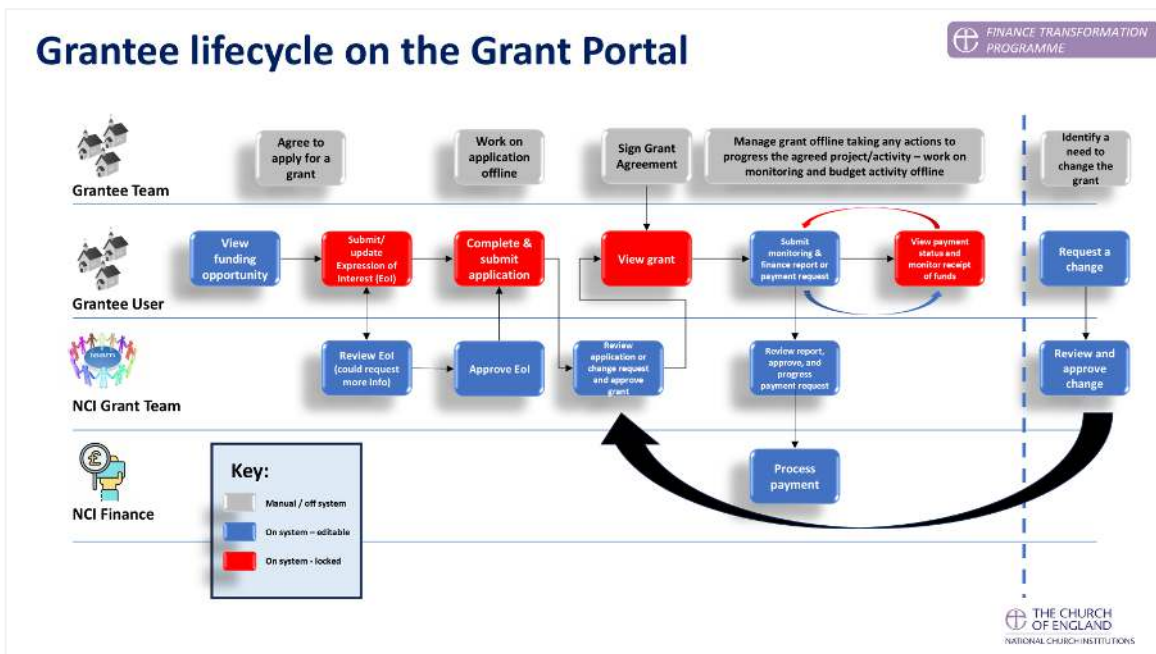 Grantee lifecycle on the Grant Portal
FINANCE TRANSFORMATION
PROGRAMME
Grantee Team
Agree to
apply for a
grant
Work on
application
offline
Sign Grant
Agreement
Manage grant offline taking any actions to
progress the agreed project/activity – work on
monitoring and budget activity offline
Identify a
need to
change the
grant
Grantee User
View
funding
opportunity
Submit/
update
Expression of
Interest (EoI)
Complete &
submit
application
View grant
Submit
monitoring &
finance report or
payment request
View payment
status and
monitor receipt
of funds
Request a
change
team
NCI Grant Team
Review EoI
(could request
more info)
Approve EoI
Review
application or
change request
and approve
grant
Review report,
approve, and
progress
payment request
Review and
approve
change
£
NCI Finance
Process
payment
Key:
Manual / off system
On system – editable
On system - locked
THE CHURCH
OF ENGLAND
NATIONAL CHURCH INSTITUTIONS